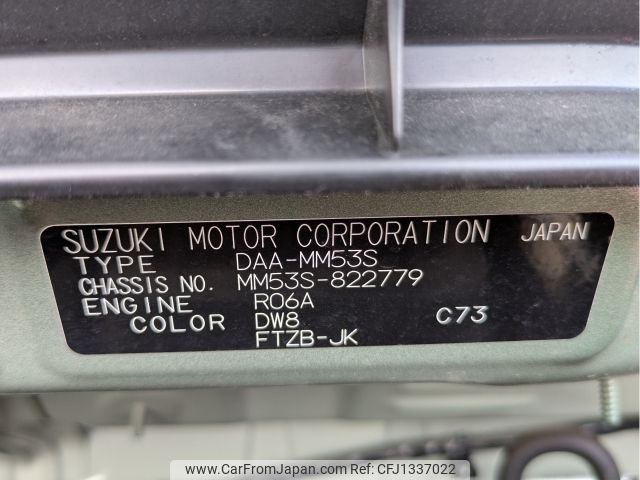 SUZUKI MOTOR CORPORATION JAPAN
TYPE DAA-MM53S
CHASSIS NO. MM53S-822779
ENGINE R06A
COLOR DW8 C73
FTZB-JK
www.CarFromJapan.com | CFJ1337022